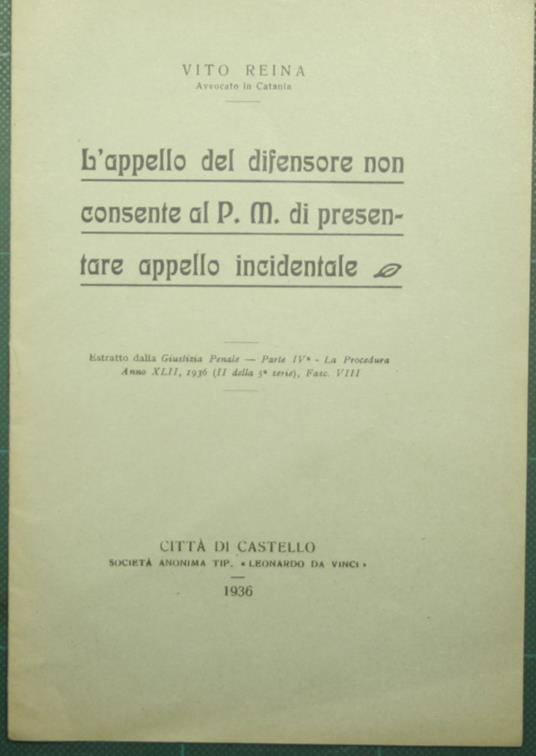 VITO REINA
Avvocato in Catania
L'appello del difensore non
consente al P. M. di presen-
tare appello incidentale
Estratto dalla Giustizia Penale — Parte IVª - La Procedura
Anno XLII, 1936 (II della 5ª serie), Fasc. VIII
CITTÀ DI CASTELLO
SOCIETÀ ANONIMA TIP. « LEONARDO DA VINCI »
1936